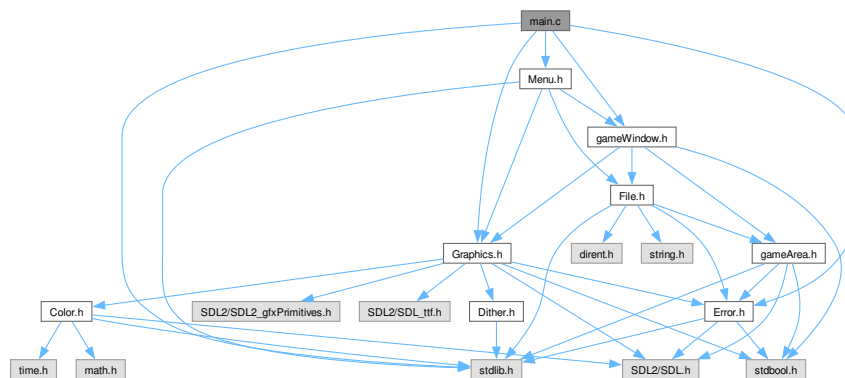 main.c
Menu.h
gameWindow.h
File.h
Graphics.h
dirent.h
string.h
gameArea.h
Color.h
SDL2/SDL2_gfxPrimitives.h
SDL2/SDL_ttf.h
Dither.h
Error.h
time.h
math.h
stdlib.h
SDL2/SDL.h
stdbool.h